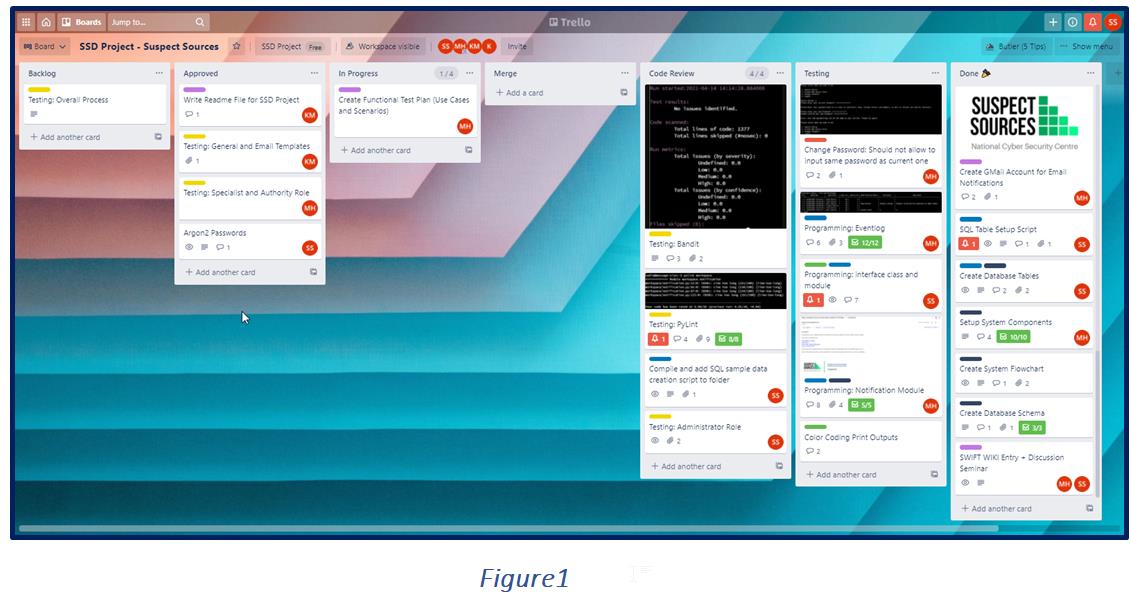 Boards
Jump to...
Trello
SS
Board
SSD Project - Suspect Sources
SSD Project Free
Workspace visible
SS MH KM K
Invite
Butler (5 Tips)
Show menu
Backlog
Testing: Overall Process
Add another card
Approved
Write Readme File for SSD Project
1
KM
Testing: General and Email Templates
1
KM
Testing: Specialist and Authority Role
MH
Argon2 Passwords
1
SS
Add another card
In Progress
1 / 4
Create Functional Test Plan (Use Cases
and Scenarios)
MH
Add another card
Merge
Add a card
Code Review
4 / 4
Run started:2021-04-14 14:14:28.084006
Test results:
No issues identified.
Code scanned:
Total lines of code: 1377
Total lines skipped (#nosec): 0
Run metrics:
Total issues (by severity):
Undefined: 0.0
Low: 0.0
Medium: 0.0
High: 0.0
Total issues (by confidence):
Undefined: 0.0
Low: 0.0
Medium: 0.0
High: 0.0
Files skipped (0):
Testing: Bandit
3 2
Testing: PyLint
1 4 9 8/8
Compile and add SQL sample data
creation script to folder
1
SS
Testing: Administrator Role
2
SS
Add another card
Testing
Change Password: Should not allow to
input same password as current one
2 1
MH
Programming: Eventlog
6 3 12/12
MH
Programming: Interface class and
module
1 7
SS
Programming: Notification Module
8 4 5/5
MH
Color Coding Print Outputs
2
Add another card
Done
SUSPECT
SOURCES
National Cyber Security Centre
Create GMail Account for Email
Notifications
2 1
MH
SQL Table Setup Script
1 1 1
SS
Create Database Tables
2 2
SS
Setup System Components
4 10/10
MH
Create System Flowchart
1 2
Create Database Schema
1 1 3/3
SWIFT WIKI Entry + Discussion
Seminar
MH SS
Add another card
Figure1